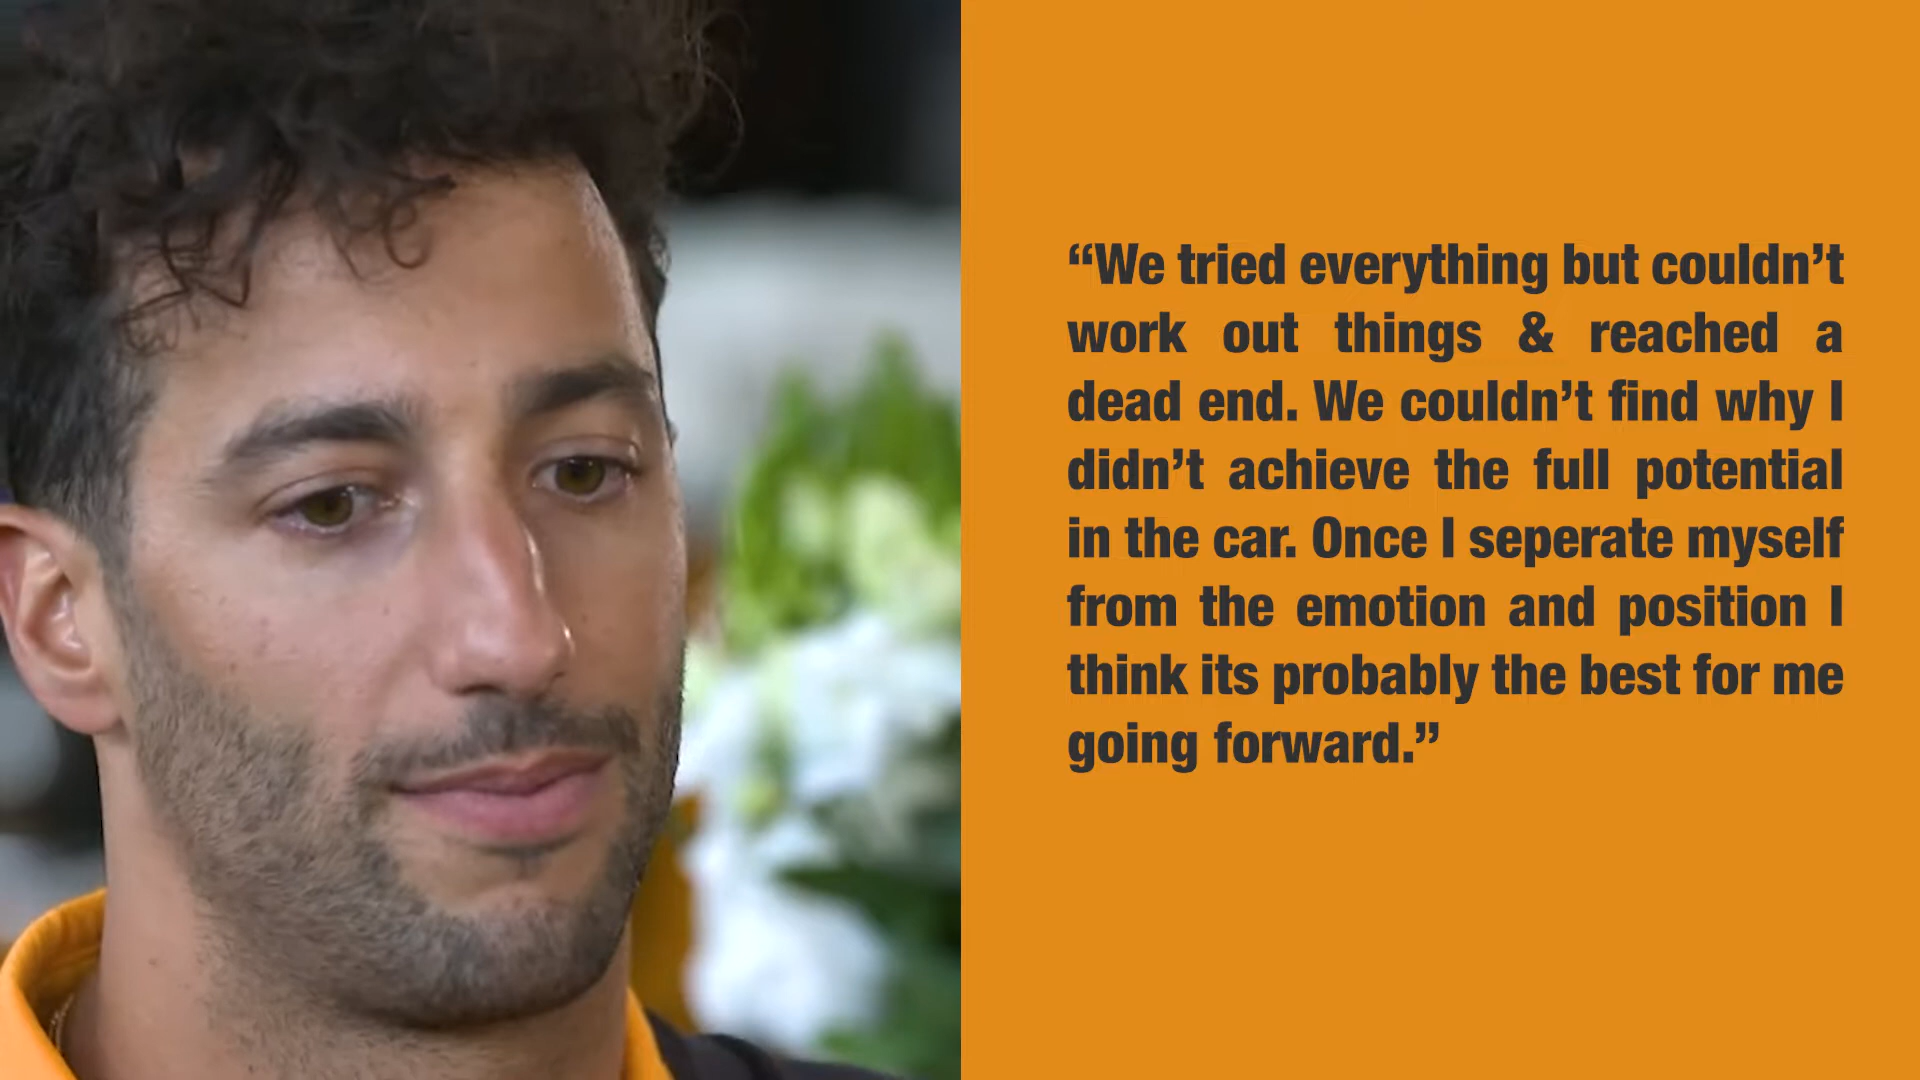 “We tried everything but couldn’t
work out things & reached a
dead end. We couldn’t find why I
didn’t achieve the full potential
in the car. Once I seperate myself
from the emotion and position I
think its probably the best for me
going forward.”